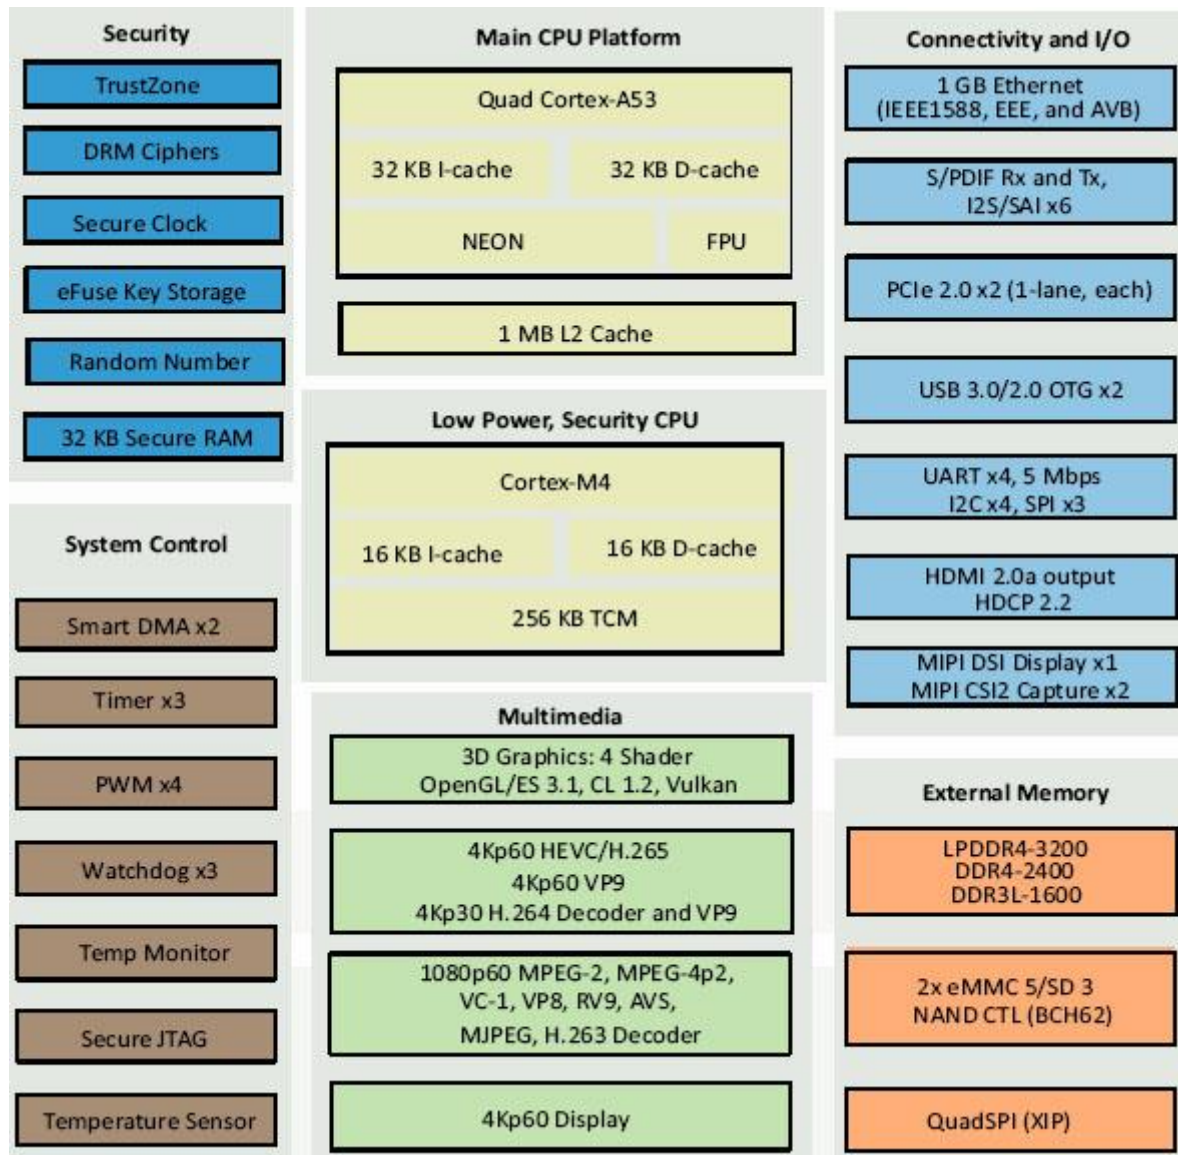 Security
TrustZone
DRM Ciphers
Secure Clock
eFuse Key Storage
Random Number
32 KB Secure RAM
System Control
Smart DMA x2
Timer x3
PWM x4
Watchdog x3
Temp Monitor
Secure JTAG
Temperature Sensor
Main CPU Platform
Quad Cortex-A53
32 KB I-cache
32 KB D-cache
NEON
FPU
1 MB L2 Cache
Low Power, Security CPU
Cortex-M4
16 KB I-cache
16 KB D-cache
256 KB TCM
Multimedia
3D Graphics: 4 Shader
OpenGL/ES 3.1, CL 1.2, Vulkan
4Kp60 HEVC/H.265
4Kp60 VP9
4Kp30 H.264 Decoder and VP9
1080p60 MPEG-2, MPEG-4p2,
VC-1, VP8, RV9, AVS,
MJPEG, H.263 Decoder
4Kp60 Display
Connectivity and I/O
1 GB Ethernet
(IEEE1588, EEE, and AVB)
S/PDIF Rx and Tx,
I2S/SAI x6
PCIe 2.0 x2 (1-lane, each)
USB 3.0/2.0 OTG x2
UART x4, 5 Mbps
I2C x4, SPI x3
HDMI 2.0a output
HDCP 2.2
MIPI DSI Display x1
MIPI CSI2 Capture x2
External Memory
LPDDR4-3200
DDR4-2400
DDR3L-1600
2x eMMC 5/SD 3
NAND CTL (BCH62)
QuadSPI (XIP)